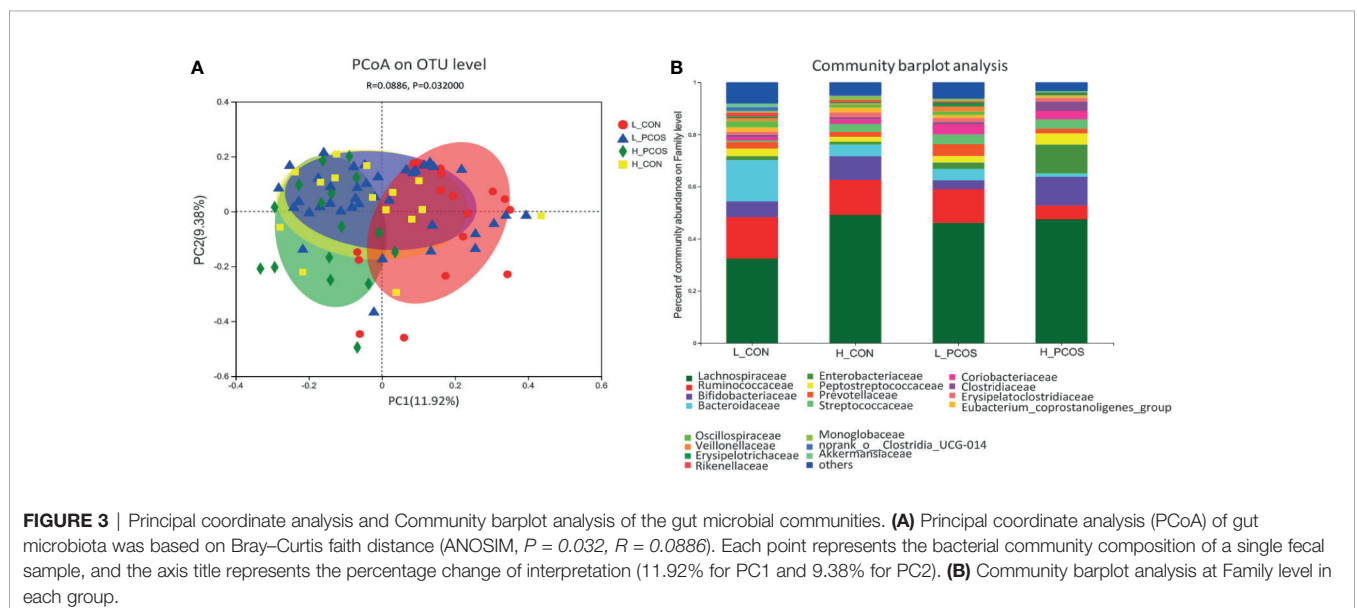 A
PCoA on OTU level
R=0.0886, P=0.032000
L_CON
L_PCOS
H_PCOS
H_CON
PC2(9.38%)
0.4
0.2
0
-0.2
-0.4
-0.6
-0.4
-0.2
0
0.2
0.4
0.6
PC1(11.92%)
B
Community barplot analysis
Percent of community abundance on Family level
1
0.8
0.6
0.4
0.2
0
L_CON
H_CON
L_PCOS
H_PCOS
Lachnospiraceae
Ruminococcaceae
Bifidobacteriaceae
Bacteroidaceae
Enterobacteriaceae
Peptostreptococcaceae
Prevotellaceae
Streptococcaceae
Coriobacteriaceae
Clostridiaceae
Erysipelatoclostridiaceae
Eubacterium_coprostanoligenes_group
Oscillospiraceae
Veillonellaceae
Erysipelotrichaceae
Rikenellaceae
Monoglobaceae
norank_o__Clostridia_UCG-014
Akkermansiaceae
others
FIGURE 3 | Principal coordinate analysis and Community barplot analysis of the gut microbial communities. (A) Principal coordinate analysis (PCoA) of gut
microbiota was based on Bray–Curtis faith distance (ANOSIM, P = 0.032, R = 0.0886). Each point represents the bacterial community composition of a single fecal
sample, and the axis title represents the percentage change of interpretation (11.92% for PC1 and 9.38% for PC2). (B) Community barplot analysis at Family level in
each group.